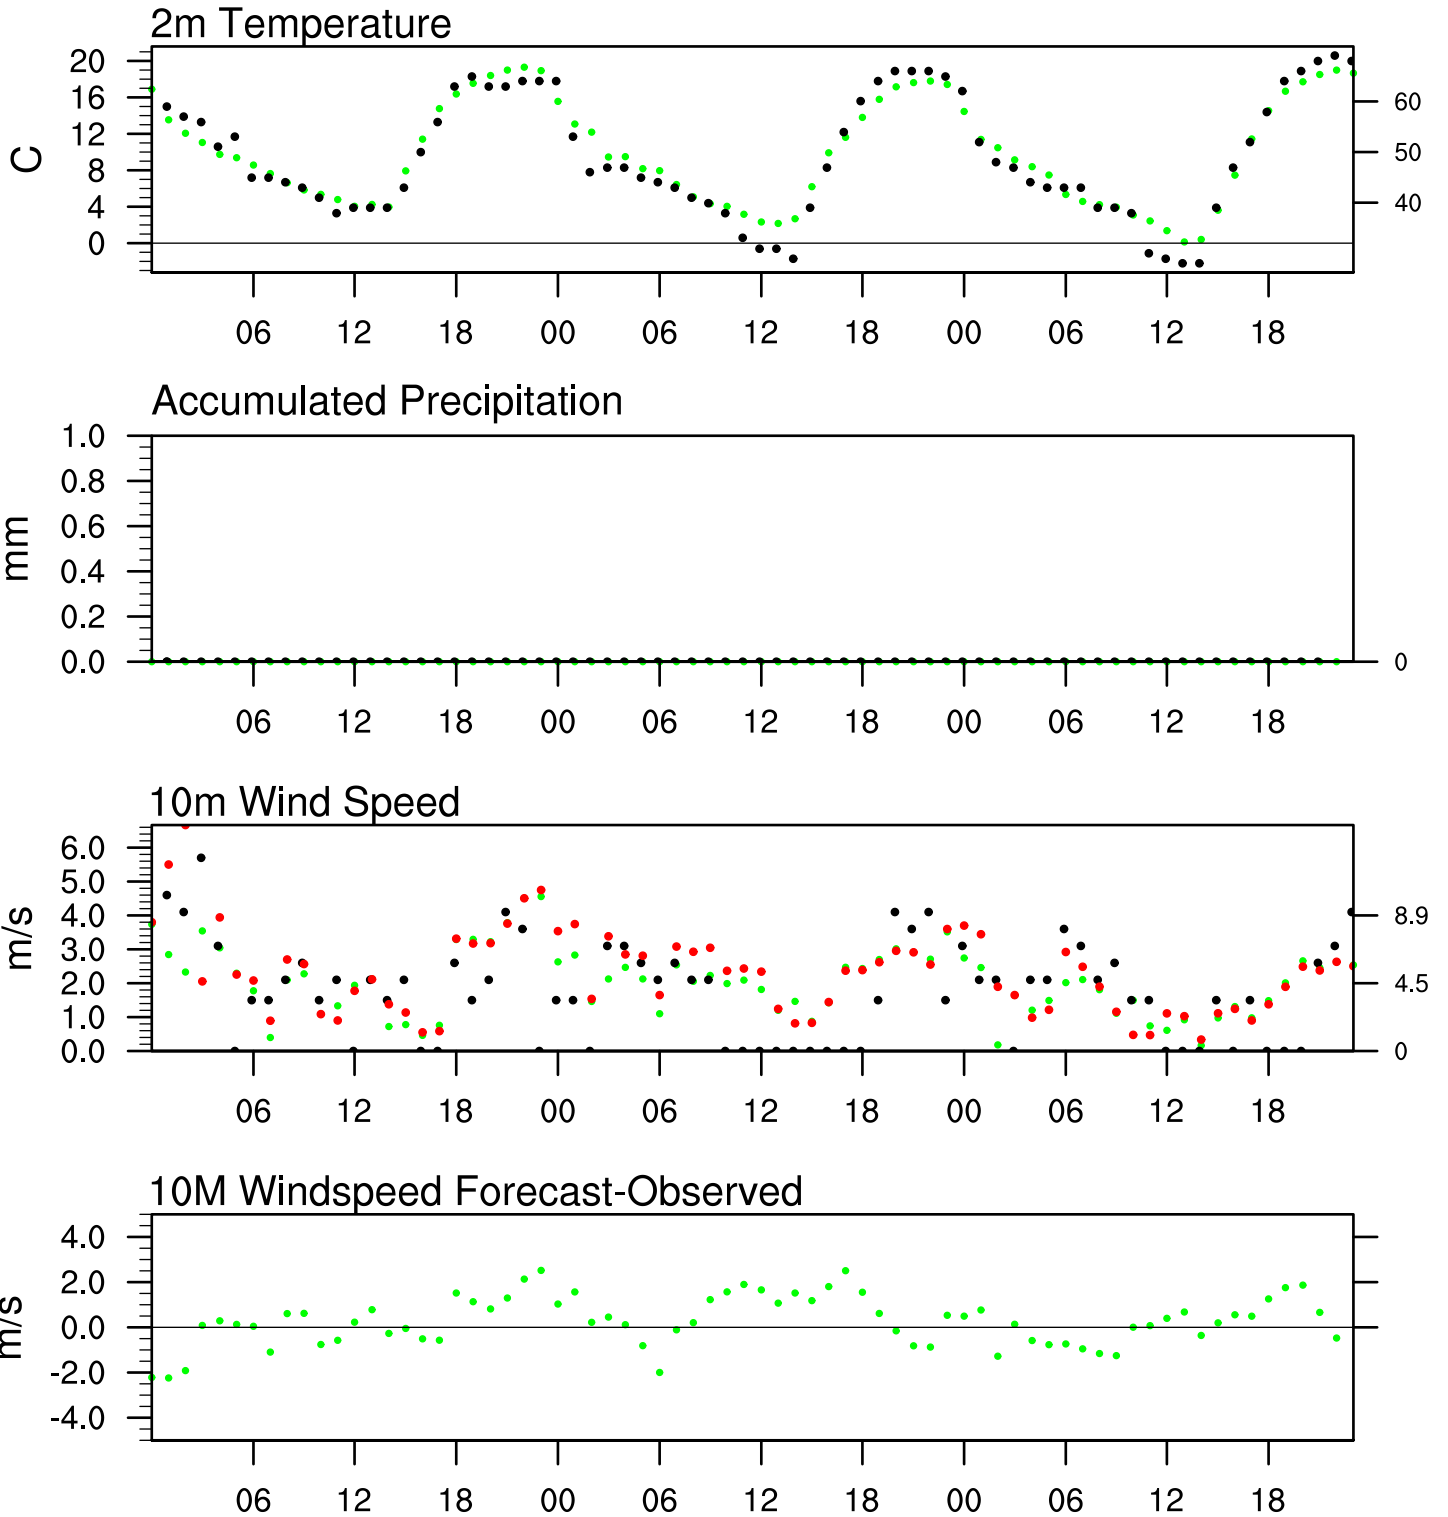 2m Temperature
20
16
12
8
4
0
C
60
50
40
06 12 18 00 06 12 18 00 06 12 18
Accumulated Precipitation
1.0
0.8
0.6
0.4
0.2
0.0
mm
0
06 12 18 00 06 12 18 00 06 12 18
10m Wind Speed
6.0
5.0
4.0
3.0
2.0
1.0
0.0
m/s
8.9
4.5
0
06 12 18 00 06 12 18 00 06 12 18
10M Windspeed Forecast-Observed
4.0
2.0
0.0
-2.0
-4.0
m/s
06 12 18 00 06 12 18 00 06 12 18